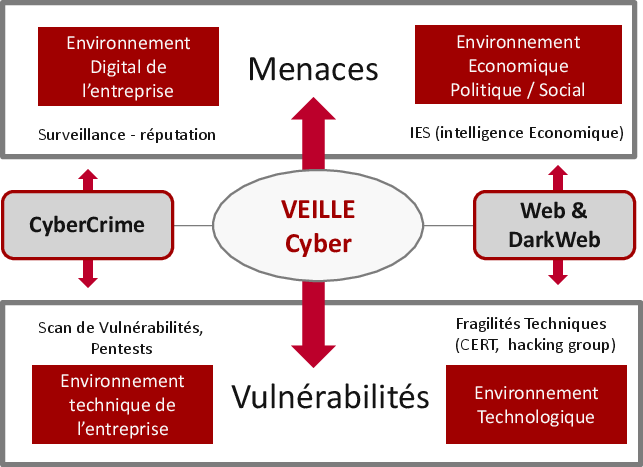 Environnement
Digital de
l'entreprise
Menaces
Environnement
Economique
Politique / Social
Surveillance - réputation
IES (intelligence Economique)
CyberCrime
VEILLE
Cyber
Web &
DarkWeb
Scan de Vulnérabilités,
Pentests
Fragilités Techniques
(CERT, hacking group)
Environnement
technique de
l'entreprise
Vulnérabilités
Environnement
Technologique